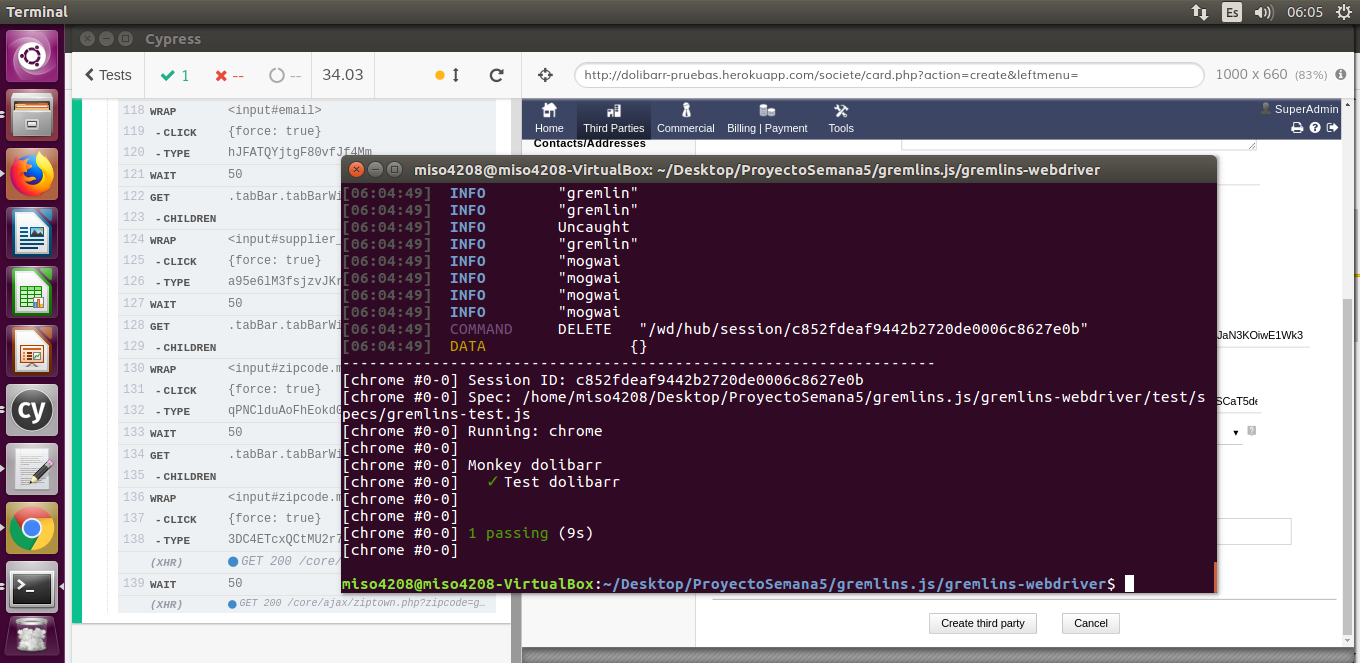 Terminal
Es
06:05
Cypress
Tests
1
--
--
34.03
http://dolibarr-pruebas.herokuapp.com/societe/card.php?action=create&leftmenu=
1000 x 660 (83%)
118 WRAP <input#email>
119 - CLICK {force: true}
120 - TYPE hJFATQYjtgF80vfJf4Mm
121 WAIT 50
122 GET .tabBar.tabBarWi
123 - CHILDREN
124 WRAP <input#supplier_
125 - CLICK {force: true}
126 - TYPE a95e6lM3fsjzvJKr
127 WAIT 50
128 GET .tabBar.tabBarWi
129 - CHILDREN
130 WRAP <input#zipcode.m
131 - CLICK {force: true}
132 - TYPE qPNClduAoFhEokd0
133 WAIT 50
134 GET .tabBar.tabBarWi
135 - CHILDREN
136 WRAP <input#zipcode.m
137 - CLICK {force: true}
138 - TYPE 3DC4ETcxQCtMU2r7
(XHR) GET 200 /core/
139 WAIT 50
(XHR) GET 200 /core/ajax/ziptown.php?zipcode=g…
Home
Third Parties
Commercial
Billing | Payment
Tools
SuperAdmin
Contacts/Addresses
miso4208@miso4208-VirtualBox: ~/Desktop/ProyectoSemana5/gremlins.js/gremlins-webdriver
[06:04:49] INFO "gremlin"
[06:04:49] INFO "gremlin"
[06:04:49] INFO Uncaught
[06:04:49] INFO "gremlin"
[06:04:49] INFO "mogwai
[06:04:49] INFO "mogwai
[06:04:49] INFO "mogwai
[06:04:49] INFO "mogwai
[06:04:49] COMMAND DELETE "/wd/hub/session/c852fdeaf9442b2720de0006c8627e0b"
[06:04:49] DATA {}
------------------------------------------------------------------
[chrome #0-0] Session ID: c852fdeaf9442b2720de0006c8627e0b
[chrome #0-0] Spec: /home/miso4208/Desktop/ProyectoSemana5/gremlins.js/gremlins-webdriver/test/s
pecs/gremlins-test.js
[chrome #0-0] Running: chrome
[chrome #0-0]
[chrome #0-0] Monkey dolibarr
[chrome #0-0] ✓ Test dolibarr
[chrome #0-0]
[chrome #0-0]
[chrome #0-0] 1 passing (9s)
[chrome #0-0]
miso4208@miso4208-VirtualBox:~/Desktop/ProyectoSemana5/gremlins.js/gremlins-webdriver$
JaN3KOiwE1Wk3
SCaT5de
Create third party
Cancel
cy